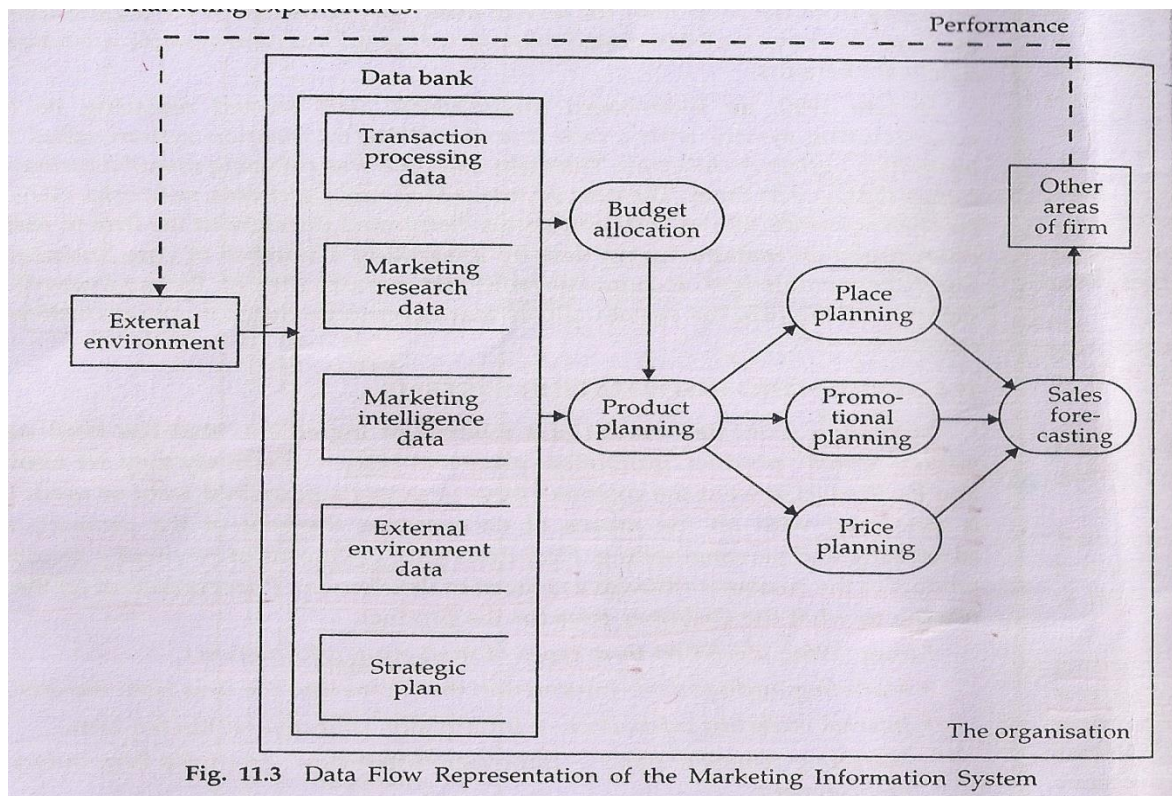 marketing expenditures.
Performance
Data bank
Transaction
processing
data
Budget
allocation
Other
areas
of firm
Marketing
research
data
Place
planning
External
environment
Marketing
intelligence
data
Product
planning
Promo-
tional
planning
Sales
fore-
casting
External
environment
data
Price
planning
Strategic
plan
The organisation
Fig. 11.3 Data Flow Representation of the Marketing Information System